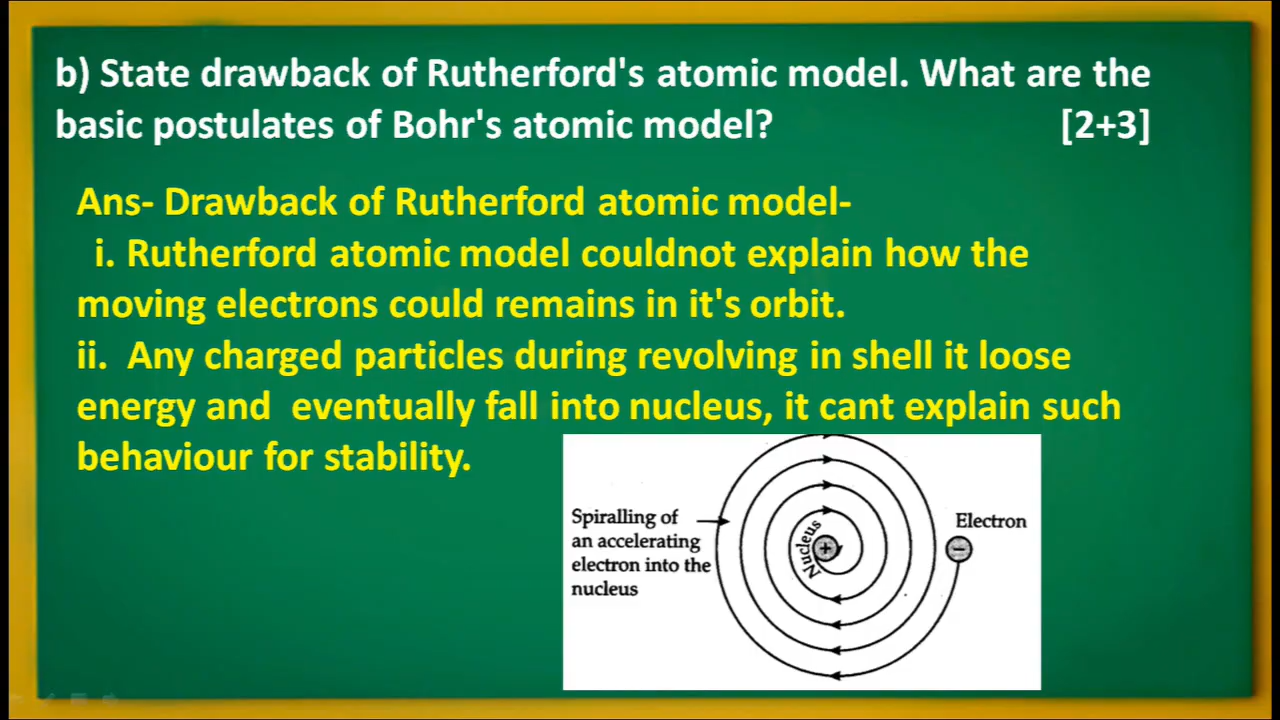 b) State drawback of Rutherford's atomic model. What are the
basic postulates of Bohr's atomic model? [2+3]
Ans- Drawback of Rutherford atomic model-
i. Rutherford atomic model couldnot explain how the
moving electrons could remains in it's orbit.
ii. Any charged particles during revolving in shell it loose
energy and eventually fall into nucleus, it cant explain such
behaviour for stability.
Spiralling of
an accelerating
electron into the
nucleus
Nucleus
+
Electron
−